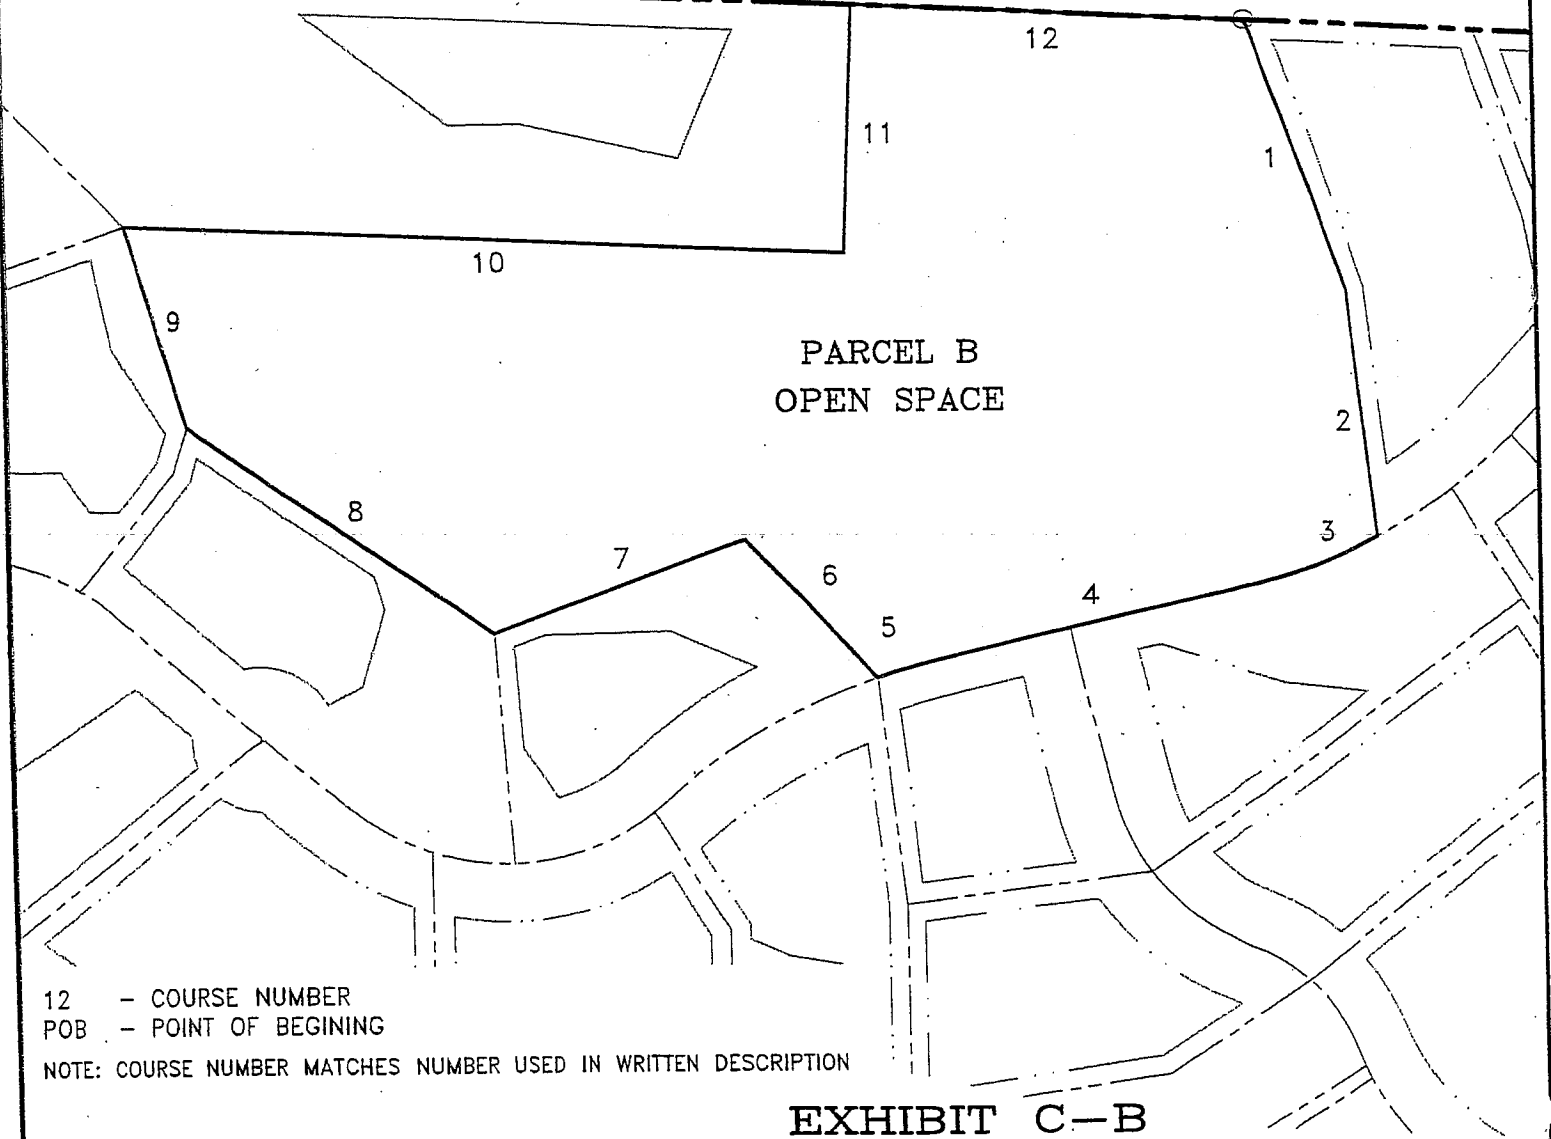 12
11
1
10
9
PARCEL B
OPEN SPACE
2
8
3
7
6
4
5
12 – COURSE NUMBER
POB – POINT OF BEGINING
NOTE: COURSE NUMBER MATCHES NUMBER USED IN WRITTEN DESCRIPTION
EXHIBIT C–B